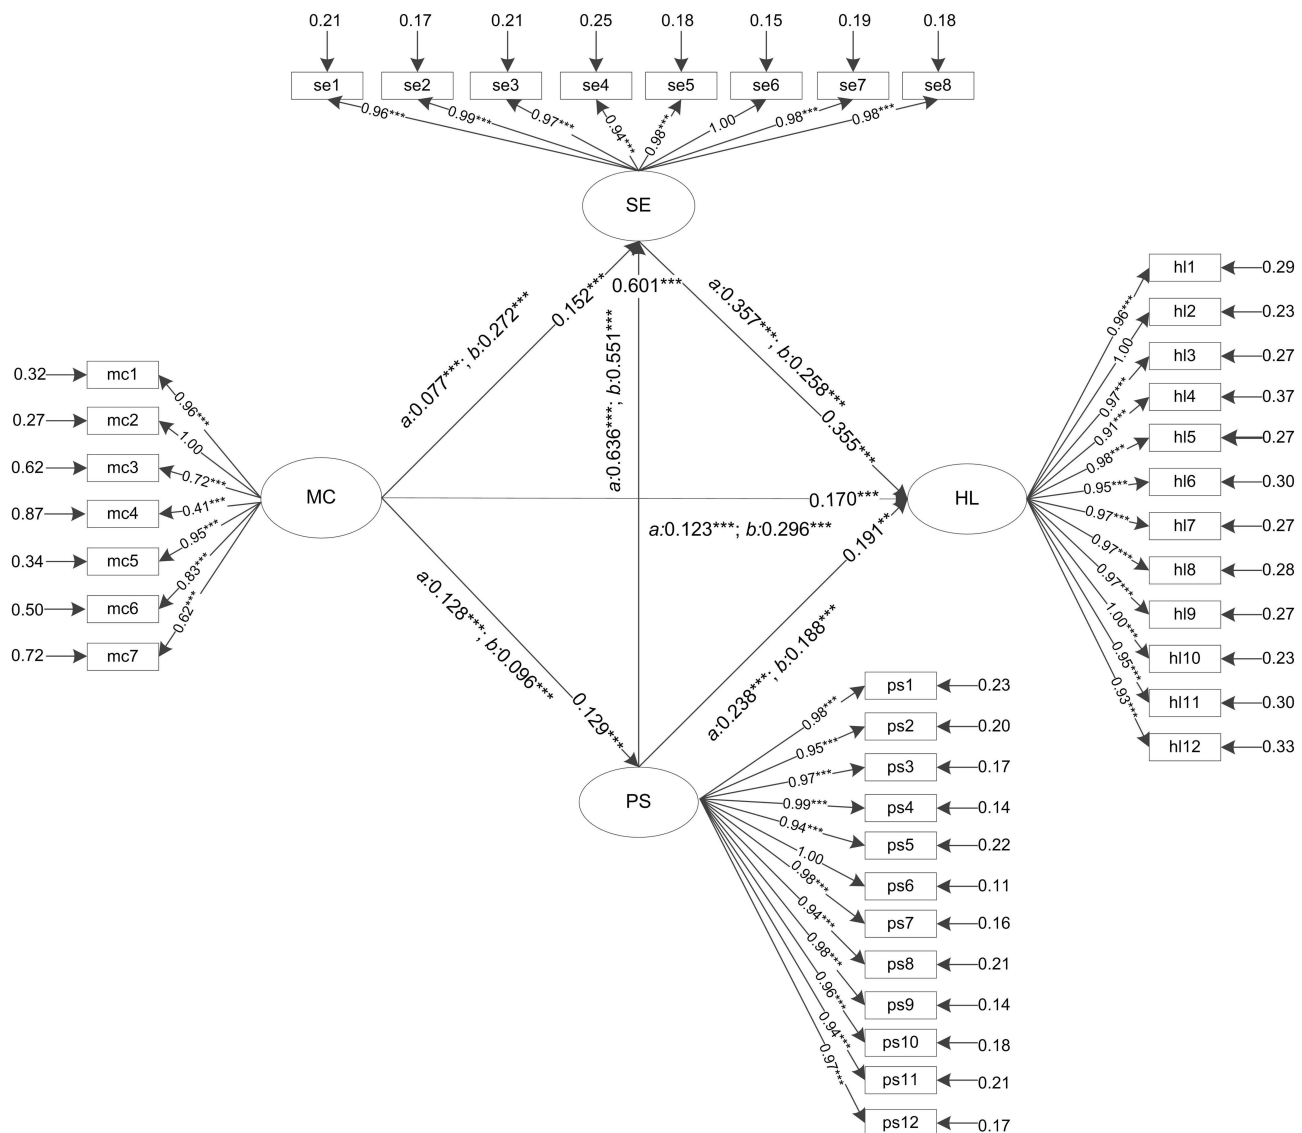 0.21 0.17 0.21 0.25 0.18 0.15 0.19 0.18
se1 se2 se3 se4 se5 se6 se7 se8
0.96*** 0.99*** 0.97*** 0.94*** 0.98*** 1.00 0.98*** 0.98***
SE
a:0.077***; b:0.272***
0.152***
0.601***
a:0.636***; b:0.551***
a:0.357***; b:0.258***
0.355***
0.32 mc1 0.96***
0.27 mc2 1.00
0.62 mc3 0.72***
0.87 mc4 0.41***
0.34 mc5 0.95***
0.50 mc6 0.83***
0.72 mc7 0.62***
MC
0.170***
a:0.123***; b:0.296***
HL
0.96*** hl1 0.29
1.00 hl2 0.23
0.97*** hl3 0.27
0.91*** hl4 0.37
0.98*** hl5 0.27
0.95*** hl6 0.30
0.97*** hl7 0.27
0.97*** hl8 0.28
0.97*** hl9 0.27
1.00*** hl10 0.23
0.95*** hl11 0.30
0.93*** hl12 0.33
a:0.128***; b:0.096***
0.129***
0.191**
a:0.238***; b:0.188***
PS
0.98*** ps1 0.23
0.95*** ps2 0.20
0.97*** ps3 0.17
0.99*** ps4 0.14
0.94*** ps5 0.22
1.00 ps6 0.11
0.98*** ps7 0.16
0.94*** ps8 0.21
0.98*** ps9 0.14
0.96*** ps10 0.18
0.94*** ps11 0.21
0.97*** ps12 0.17